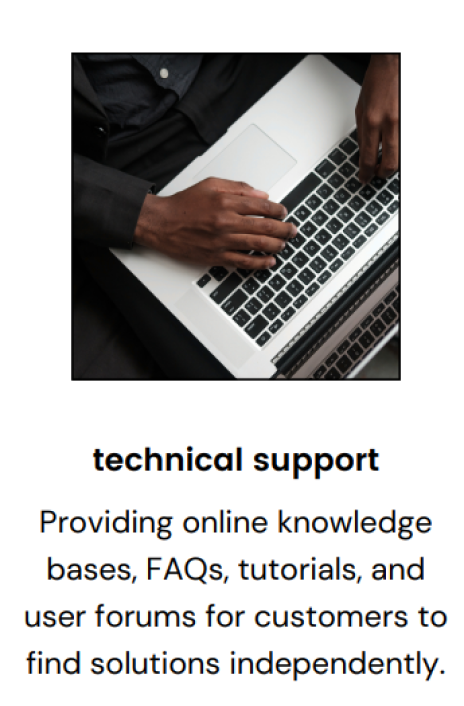 technical support
Providing online knowledge
bases, FAQs, tutorials, and
user forums for customers to
find solutions independently.